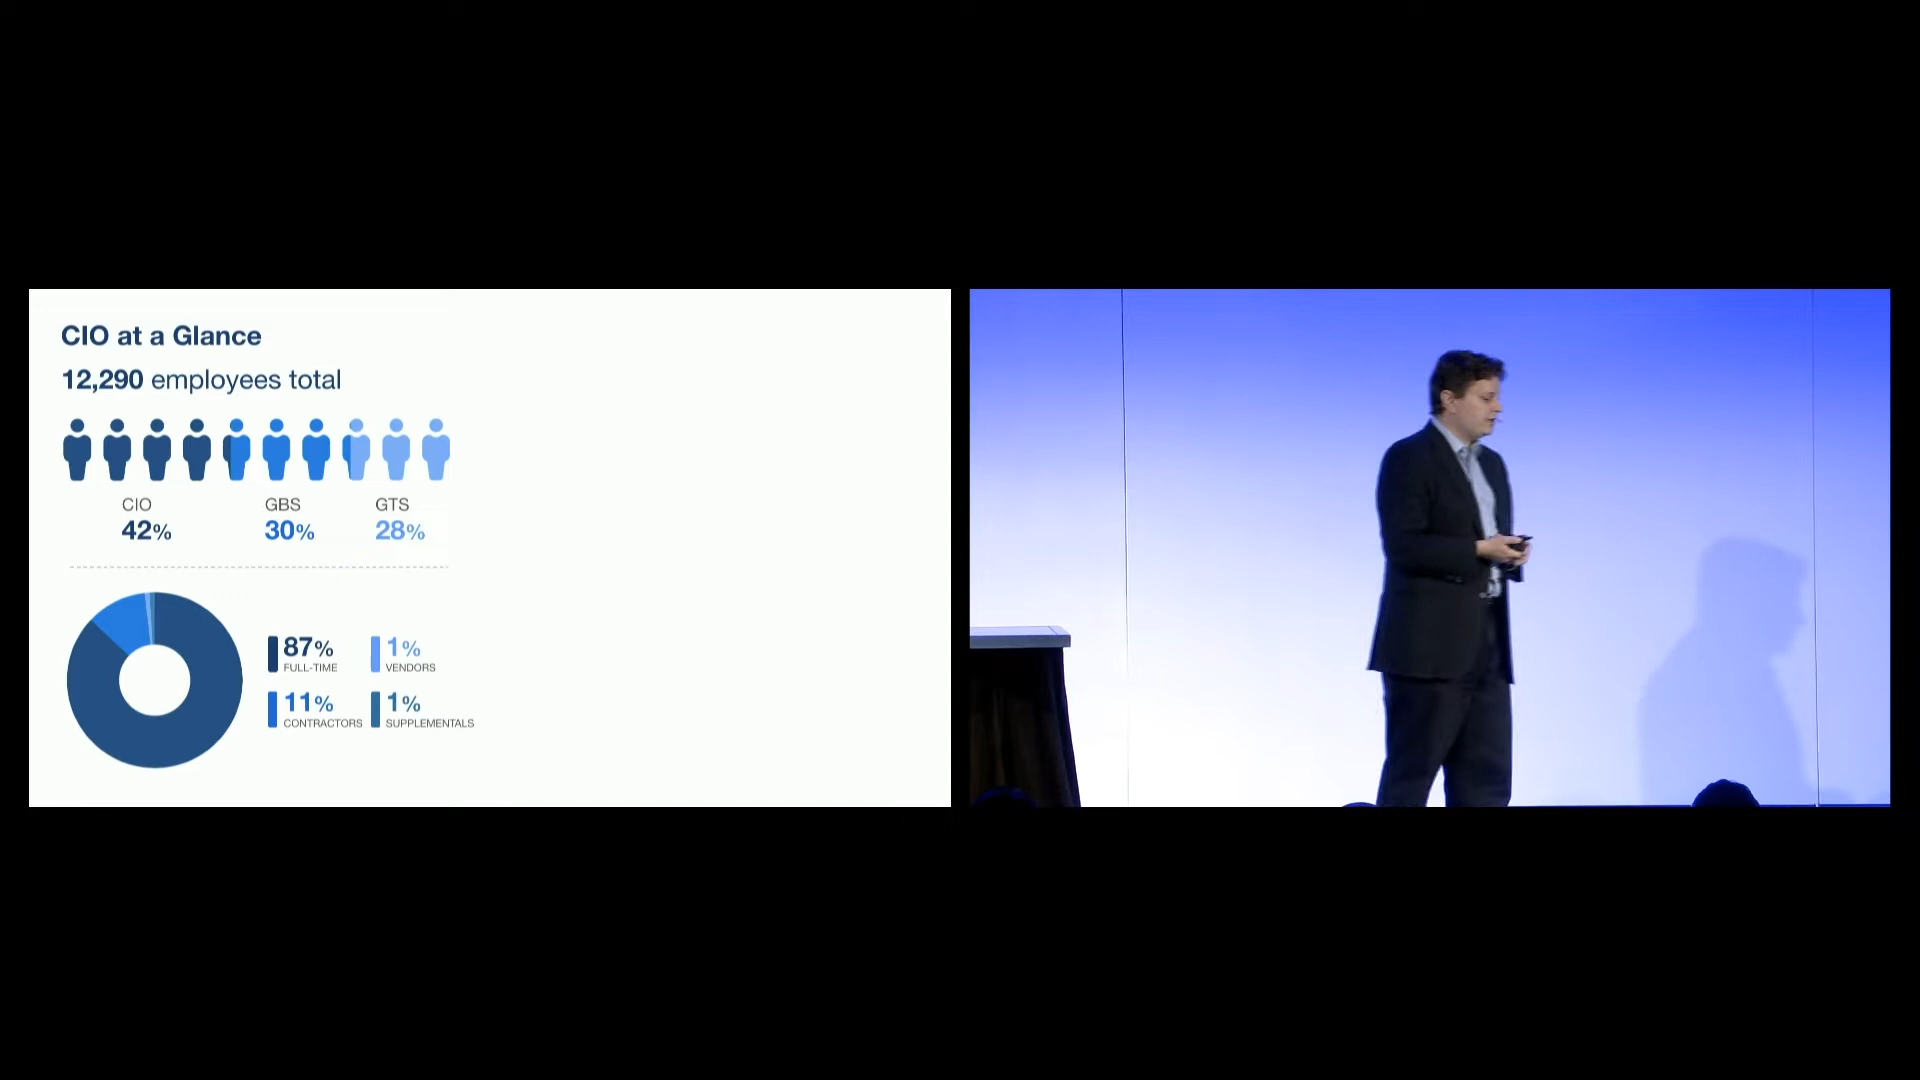 CIO at a Glance
12,290 employees total
CIO GBS GTS
42% 30% 28%
87% 1%
FULL-TIME VENDORS
11% 1%
CONTRACTORS SUPPLEMENTALS